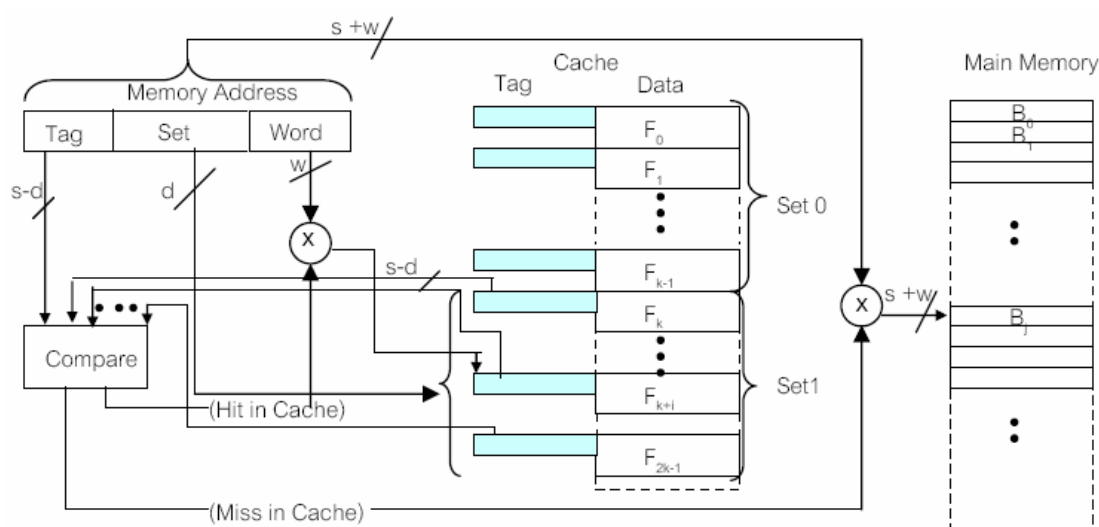 s +w
Cache
Main Memory
Memory Address
Tag
Data
Tag
Set
Word
B0
B1
F0
F1
Set 0
s-d
d
w
X
s-d
Fk-1
Fk
X
s +w
Bj
Compare
Set1
Fk+i
(Hit in Cache)
F2k-1
(Miss in Cache)